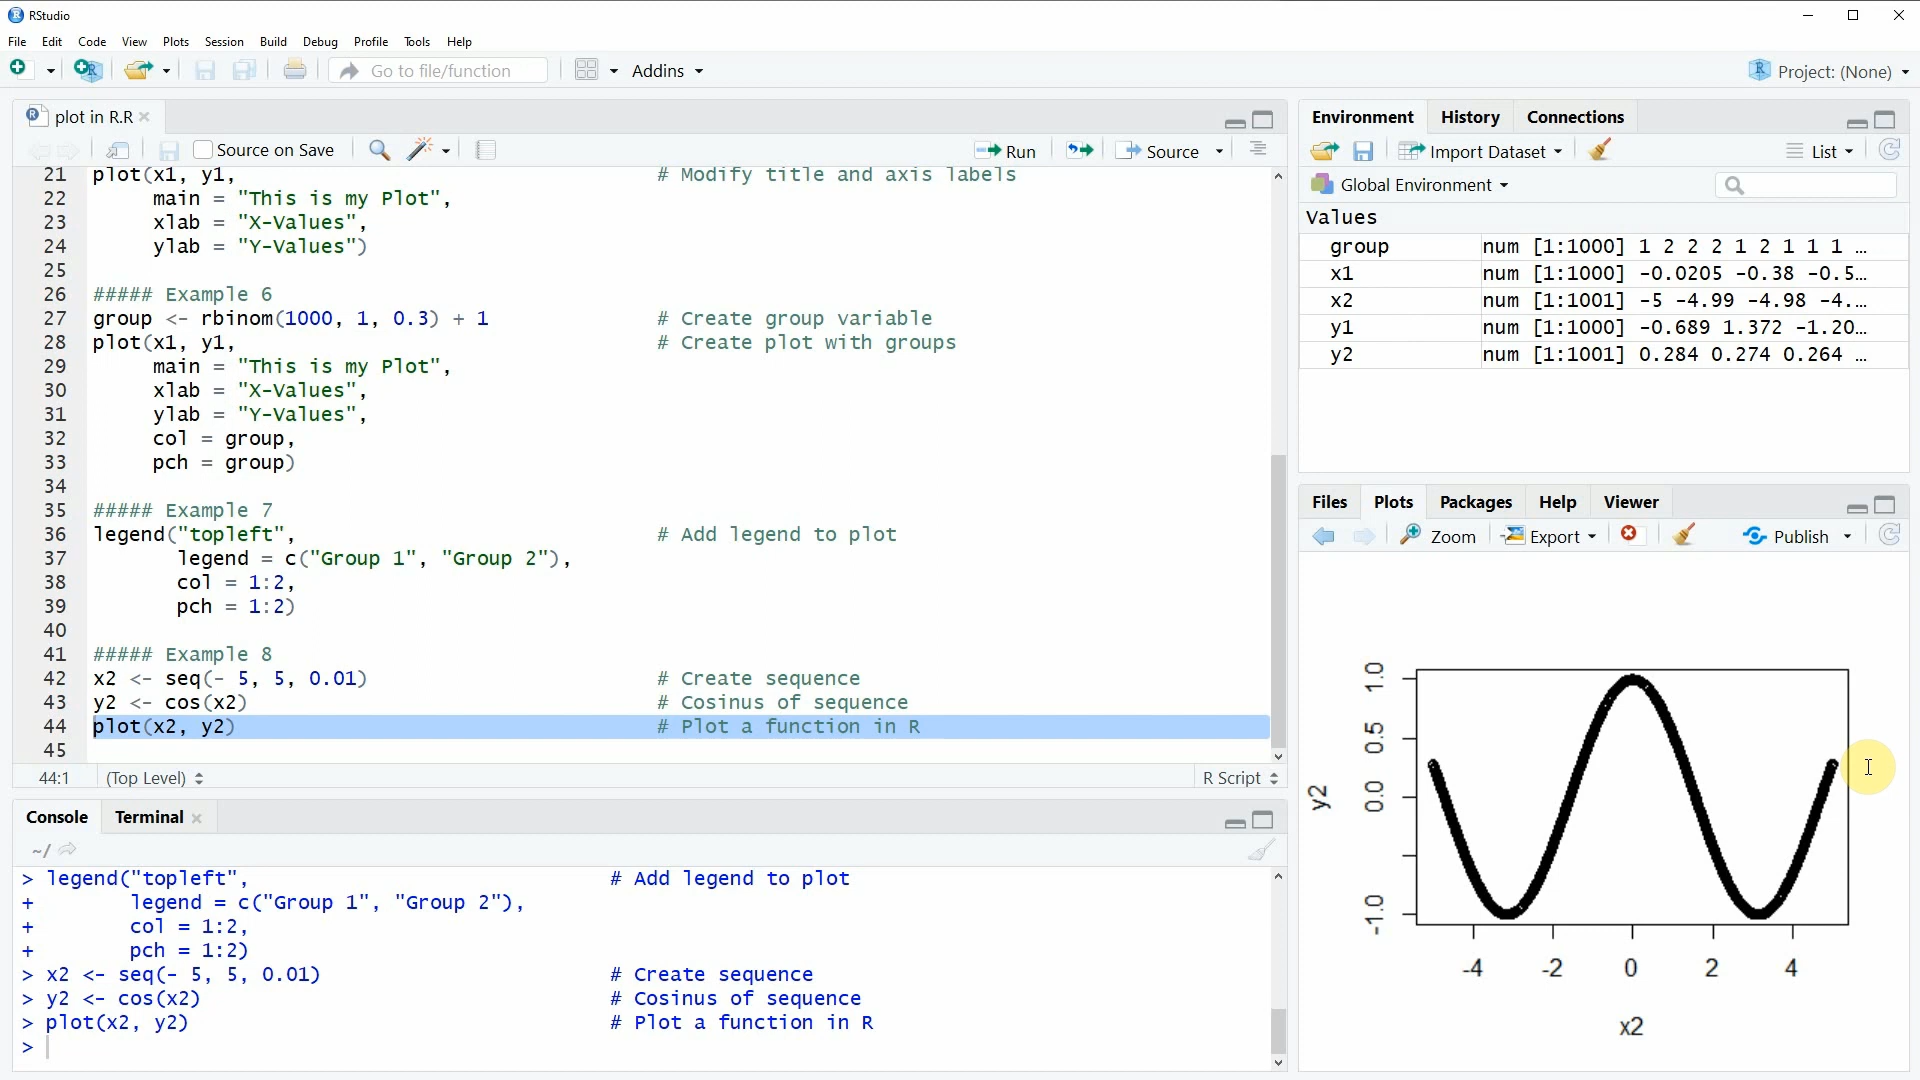 RStudio
File Edit Code View Plots Session Build Debug Profile Tools Help
Go to file/function Addins Project: (None)
plot in R.R
Source on Save Run Source
21 plot(x1, y1, # Modify title and axis labels
22 main = "This is my Plot",
23 xlab = "X-Values",
24 ylab = "Y-Values")
25
26 ##### Example 6
27 group <- rbinom(1000, 1, 0.3) + 1 # Create group variable
28 plot(x1, y1, # Create plot with groups
29 main = "This is my Plot",
30 xlab = "X-Values",
31 ylab = "Y-Values",
32 col = group,
33 pch = group)
34
35 ##### Example 7
36 legend("topleft", # Add legend to plot
37 legend = c("Group 1", "Group 2"),
38 col = 1:2,
39 pch = 1:2)
40
41 ##### Example 8
42 x2 <- seq(- 5, 5, 0.01) # Create sequence
43 y2 <- cos(x2) # Cosinus of sequence
44 plot(x2, y2) # Plot a function in R
45
44:1 (Top Level) R Script
Console Terminal
~/
> legend("topleft", # Add legend to plot
+ legend = c("Group 1", "Group 2"),
+ col = 1:2,
+ pch = 1:2)
> x2 <- seq(- 5, 5, 0.01) # Create sequence
> y2 <- cos(x2) # Cosinus of sequence
> plot(x2, y2) # Plot a function in R
>
Environment History Connections
Import Dataset List
Global Environment
Values
group num [1:1000] 1 2 2 2 1 2 1 1 1 …
x1 num [1:1000] -0.0205 -0.38 -0.5…
x2 num [1:1001] -5 -4.99 -4.98 -4.…
y1 num [1:1000] -0.689 1.372 -1.20…
y2 num [1:1001] 0.284 0.274 0.264 …
Files Plots Packages Help Viewer
Zoom Export Publish
1.0
0.5
0.0
-1.0
y2
-4 -2 0 2 4
x2